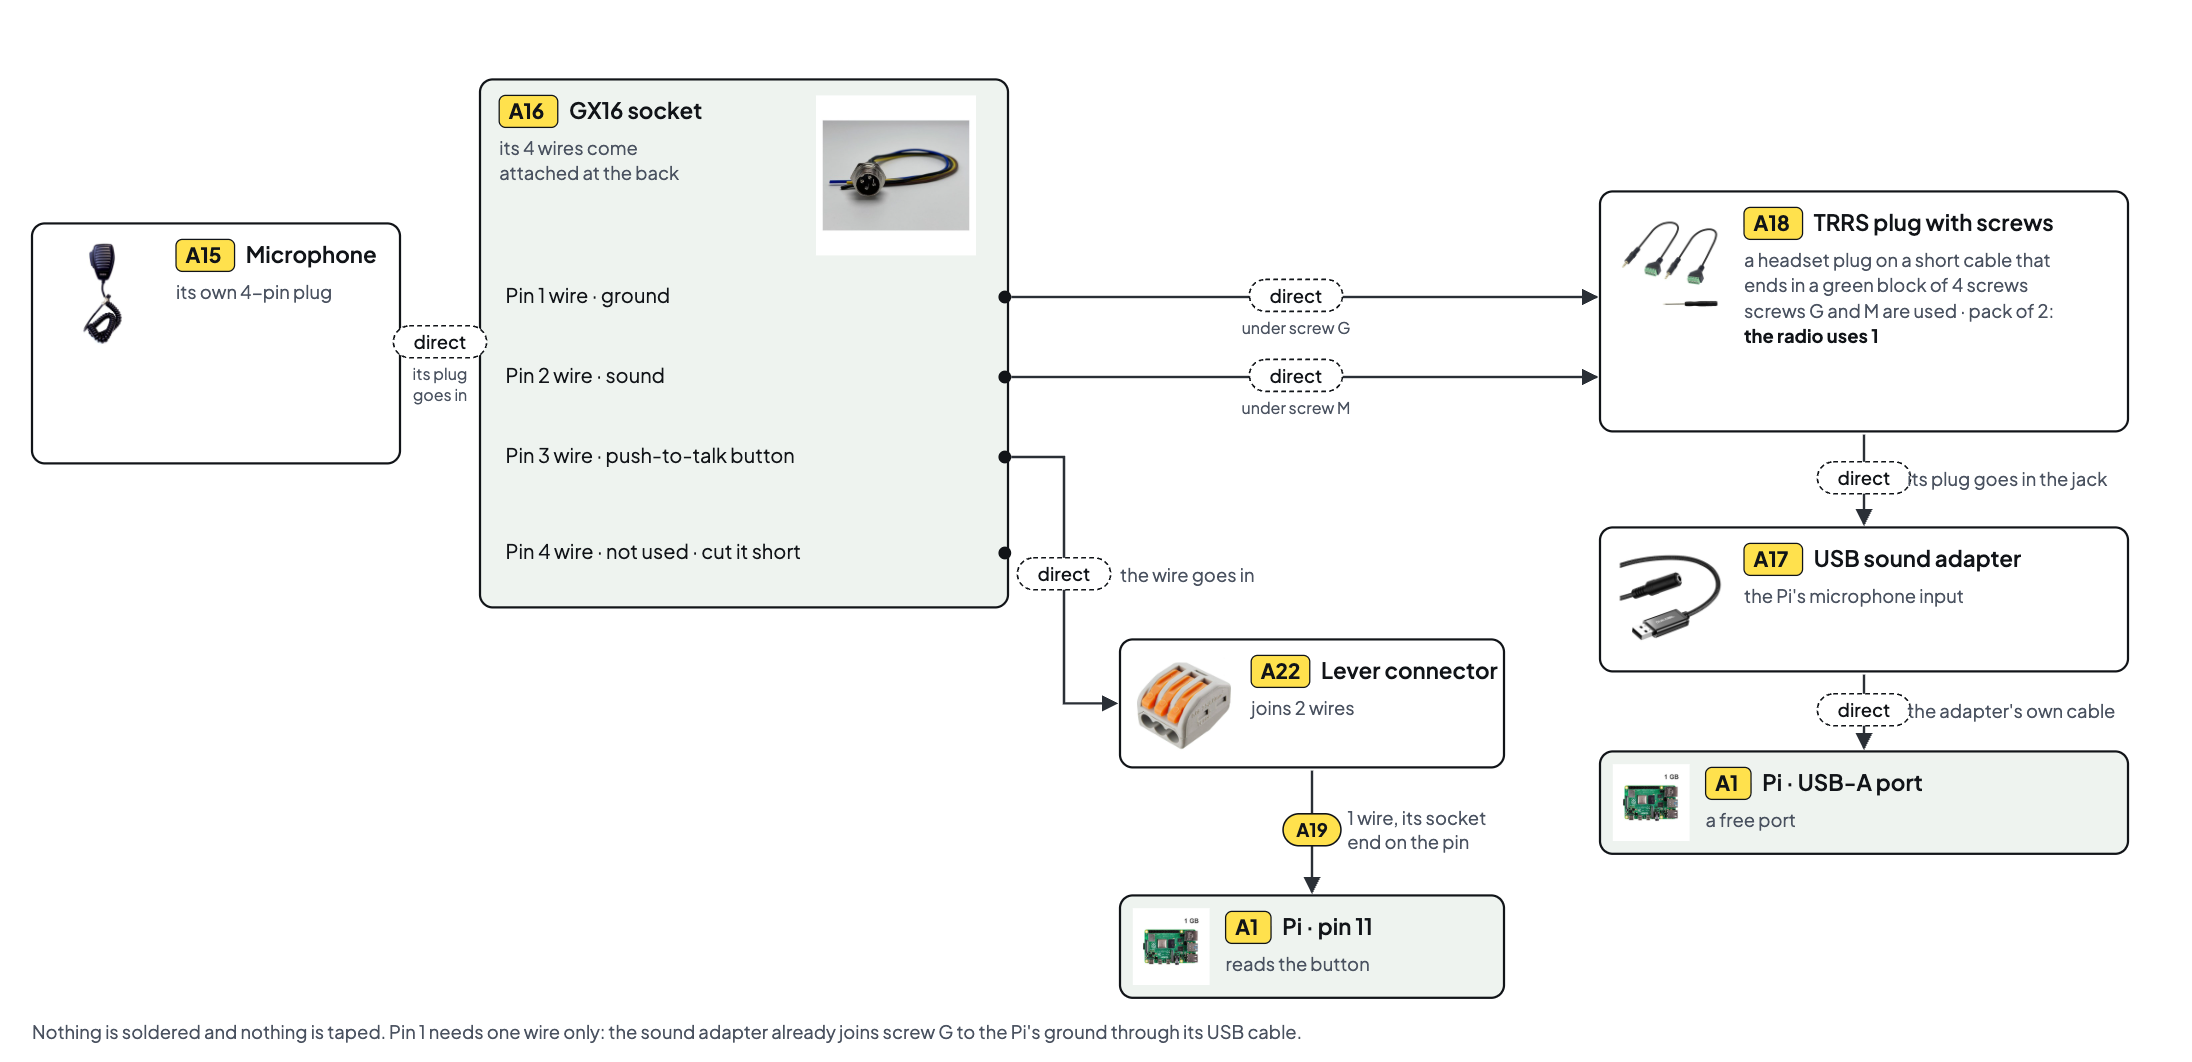 A16 GX16 socket
its 4 wires come
attached at the back
A15 Microphone
its own 4-pin plug
direct
its plug
goes in
Pin 1 wire · ground
Pin 2 wire · sound
Pin 3 wire · push-to-talk button
Pin 4 wire · not used · cut it short
direct
under screw G
direct
under screw M
direct the wire goes in
A18 TRRS plug with screws
a headset plug on a short cable that
ends in a green block of 4 screws
screws G and M are used · pack of 2:
the radio uses 1
direct its plug goes in the jack
A17 USB sound adapter
the Pi's microphone input
direct the adapter's own cable
1 GB
A1 Pi · USB-A port
a free port
A22 Lever connector
joins 2 wires
A19 1 wire, its socket
end on the pin
1 GB
A1 Pi · pin 11
reads the button
Nothing is soldered and nothing is taped. Pin 1 needs one wire only: the sound adapter already joins screw G to the Pi's ground through its USB cable.